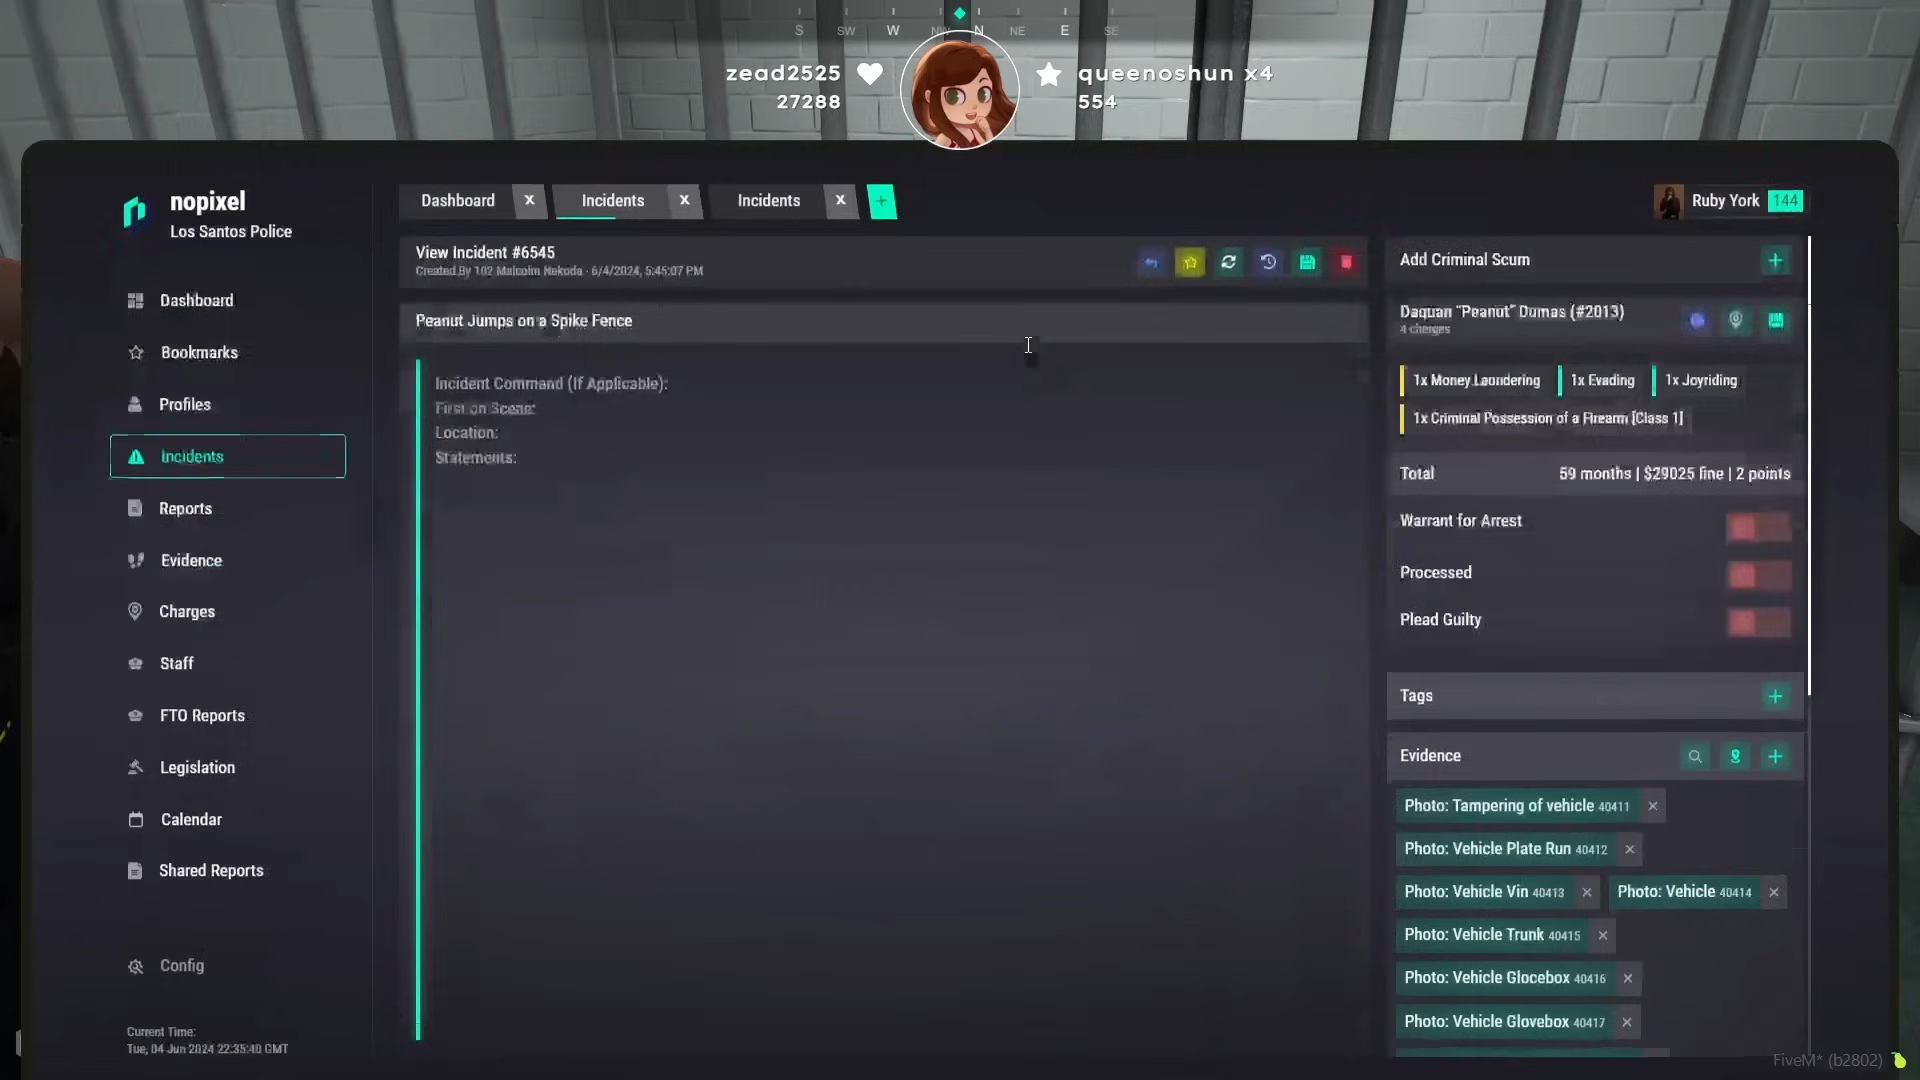 S SW W NW N NE E SE
zead2525
27288
queenoshun x4
554
nopixel
Los Santos Police
Dashboard x
Incidents x
Incidents x
+
Ruby York 144
Dashboard
Bookmarks
Profiles
Incidents
Reports
Evidence
Charges
Staff
FTO Reports
Legislation
Calendar
Shared Reports
Config
Current Time:
Tue, 04 Jun 2024 22:35:40 GMT
View Incident #6545
Created By 102 Malcolm Nekoda · 6/4/2024, 5:45:07 PM
Peanut Jumps on a Spike Fence
Incident Command (If Applicable):
First on Scene:
Location:
Statements:
Add Criminal Scum
Daquan "Peanut" Dumas (#2013)
4 charges
1x Money Laundering 1x Evading 1x Joyriding
1x Criminal Possession of a Firearm [Class 1]
Total 59 months | $29025 fine | 2 points
Warrant for Arrest
Processed
Plead Guilty
Tags
Evidence
Photo: Tampering of vehicle 40411
Photo: Vehicle Plate Run 40412
Photo: Vehicle Vin 40413 Photo: Vehicle 40414
Photo: Vehicle Trunk 40415
Photo: Vehicle Glocebox 40416
Photo: Vehicle Glovebox 40417
FiveM* (b2802)